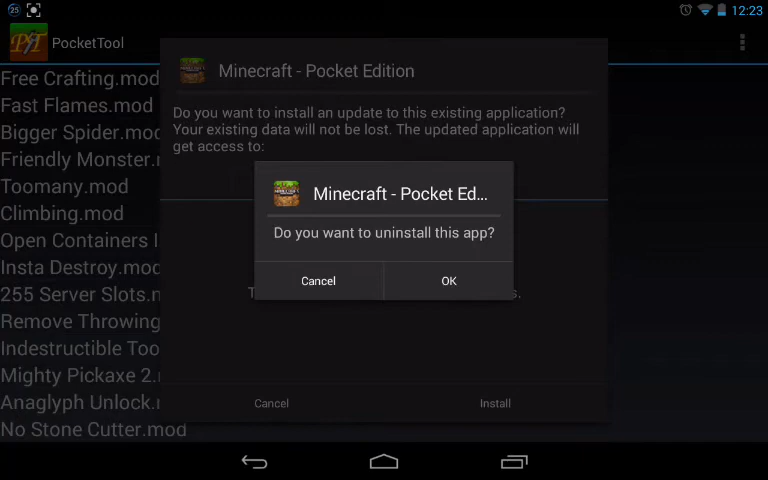 25
12:23
PocketTool
Free Crafting.mod
Fast Flames.mod
Bigger Spider.mod
Friendly Monster.
Toomany.mod
Climbing.mod
Open Containers I
Insta Destroy.mod
255 Server Slots.m
Remove Throwing
Indestructible Too
Mighty Pickaxe 2.
Anaglyph Unlock.
No Stone Cutter.mod
Minecraft - Pocket Edition
Do you want to install an update to this existing application?
Your existing data will not be lost. The updated application will
get access to:
Cancel
Install
Minecraft - Pocket Ed...
Do you want to uninstall this app?
Cancel
OK